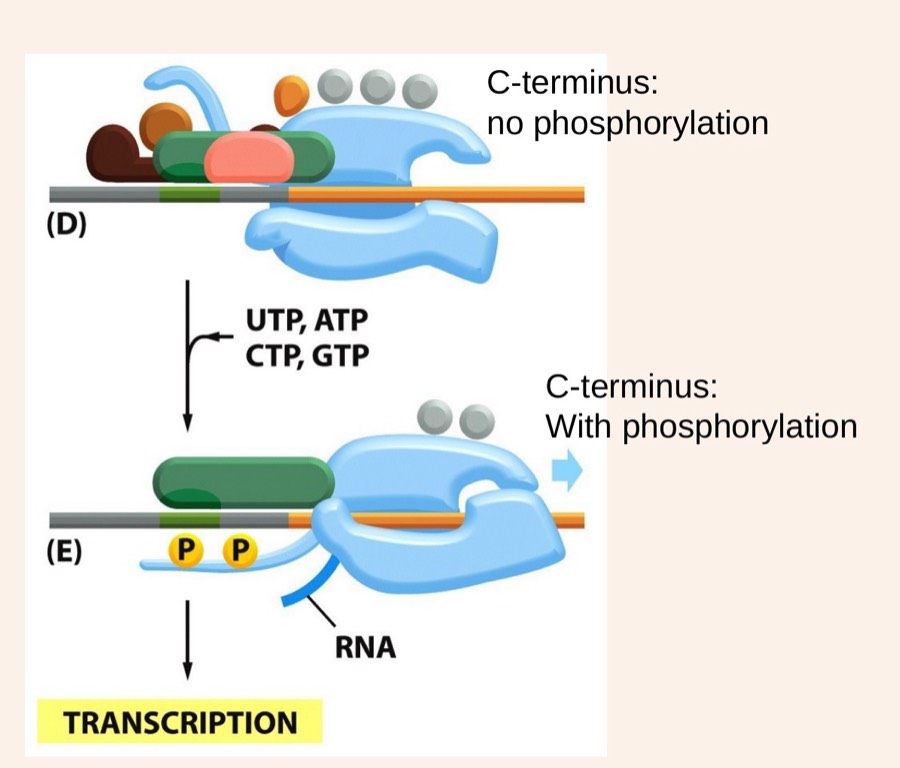 C-terminus:
no phosphorylation
(D)
UTP, ATP
CTP, GTP
C-terminus:
With phosphorylation
(E)
P P
RNA
TRANSCRIPTION